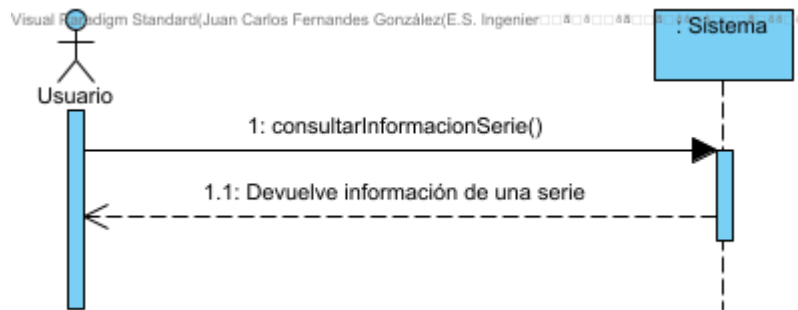 Visual Paradigm Standard(Juan Carlos Fernandes González(E.S. Ingenier
: Sistema
Usuario
1: consultarInformacionSerie()
1.1: Devuelve información de una serie